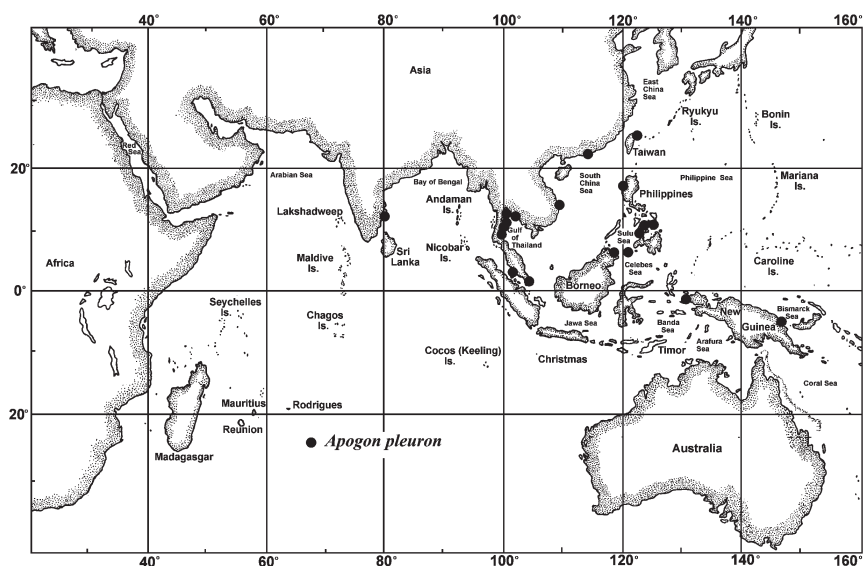 40° 60° 80° 100° 120° 140° 160°
Asia
East
China
Sea
Ryukyu
Is.
Bonin
Is.
Red
Sea
Taiwan
20° 20°
Arabian Sea
Bay of Bengal
South
China
Sea
Philippine Sea
Mariana
Is.
Lakshadweep
Andaman
Is.
Philippines
Gulf
of
Thailand
Sulu
Sea
Maldive
Is.
Sri
Lanka
Nicobar
Is.
Celebes
Sea
Caroline
Is.
Africa
0° 0°
Borneo
Seychelles
Is.
New
Guinea
Bismarck
Sea
Chagos
Is.
Jawa Sea
Banda
Sea
Arafura
Sea
Cocos (Keeling)
Is.
Christmas
Timor
Coral Sea
Mauritius
Rodrigues
20° 20°
Reunion
Apogon pleuron
Madagasgar
Australia
40° 60° 80° 100° 120° 140° 160°